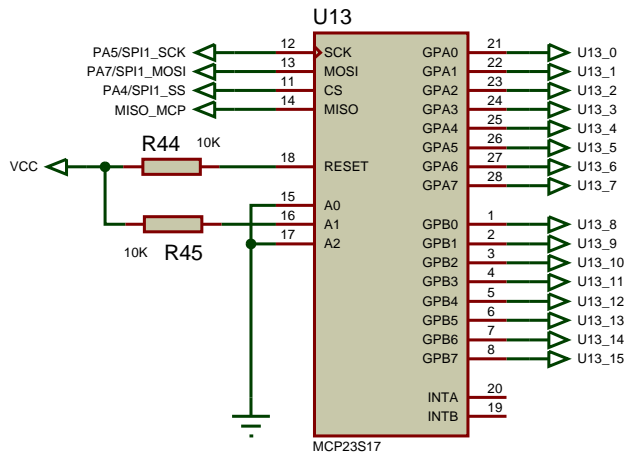 U13
PA5/SPI1_SCK 12 SCK GPA0 21 U13_0
PA7/SPI1_MOSI 13 MOSI GPA1 22 U13_1
PA4/SPI1_SS 11 CS GPA2 23 U13_2
MISO_MCP 14 MISO GPA3 24 U13_3
GPA4 25 U13_4
R44 10K GPA5 26 U13_5
VCC 18 RESET GPA6 27 U13_6
GPA7 28 U13_7
15 A0
16 A1 GPB0 1 U13_8
10K R45 17 A2 GPB1 2 U13_9
GPB2 3 U13_10
GPB3 4 U13_11
GPB4 5 U13_12
GPB5 6 U13_13
GPB6 7 U13_14
GPB7 8 U13_15
INTA 20
INTB 19
MCP23S17